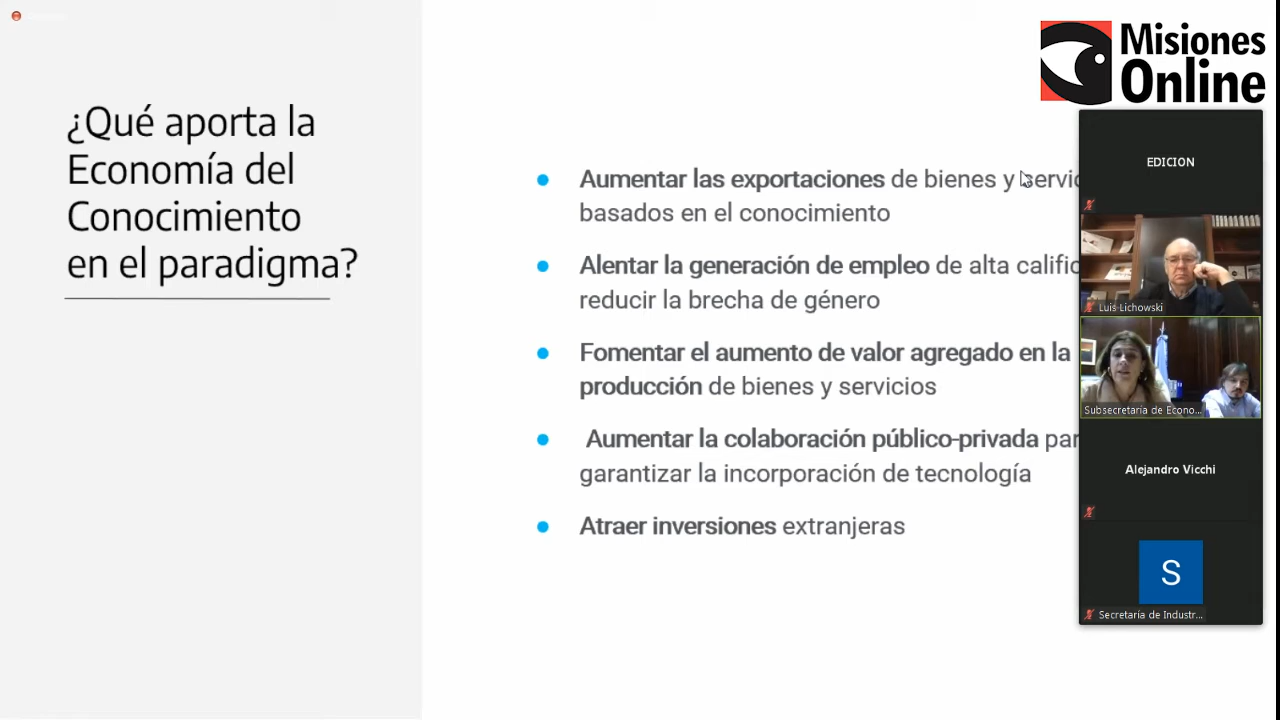 Misiones
Online
¿Qué aporta la
Economía del
Conocimiento
en el paradigma?
Aumentar las exportaciones de bienes y
basados en el conocimiento
Alentar la generación de empleo de alta
reducir la brecha de género
Fomentar el aumento de valor agregado en la
producción de bienes y servicios
Aumentar la colaboración público-privada
garantizar la incorporación de tecnología
Atraer inversiones extranjeras
EDICION
Luis Lichowski
Subsecretaría de Econo...
Alejandro Vicchi
S
Secretaría de Industr...